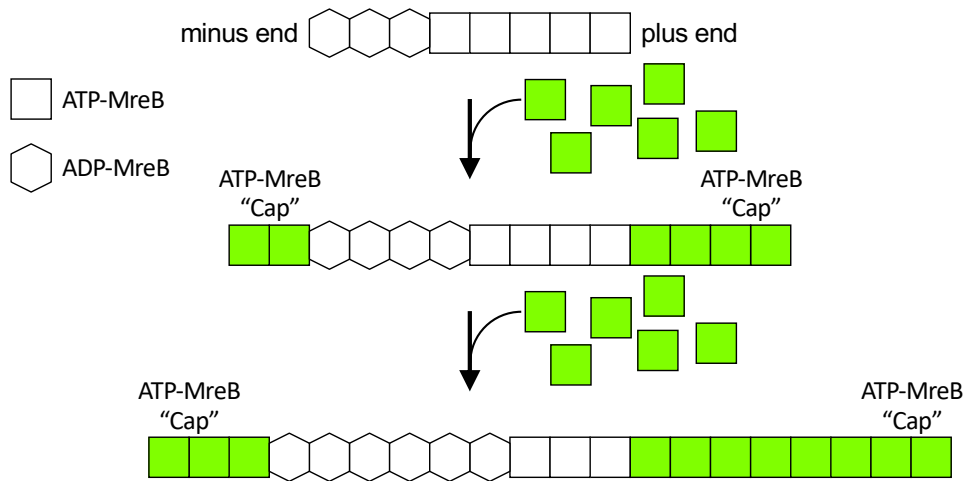 minus end
plus end
ATP-MreB
ADP-MreB
ATP-MreB
“Cap”
ATP-MreB
“Cap”
ATP-MreB
“Cap”
ATP-MreB
“Cap”